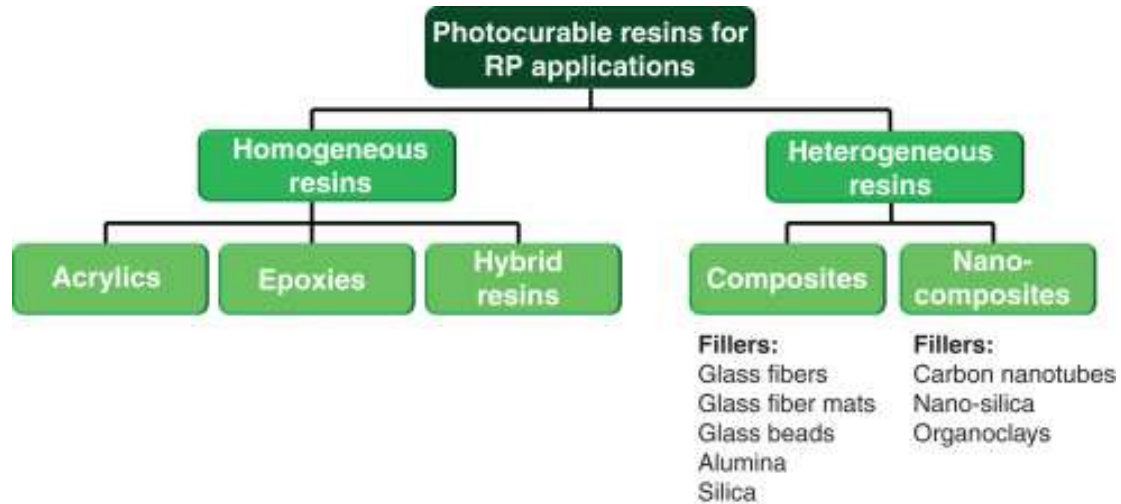 Photocurable resins for
RP applications
Homogeneous
resins
Heterogeneous
resins
Acrylics
Epoxies
Hybrid
resins
Composites
Nano-
composites
Fillers:
Glass fibers
Glass fiber mats
Glass beads
Alumina
Silica
Fillers:
Carbon nanotubes
Nano-silica
Organoclays